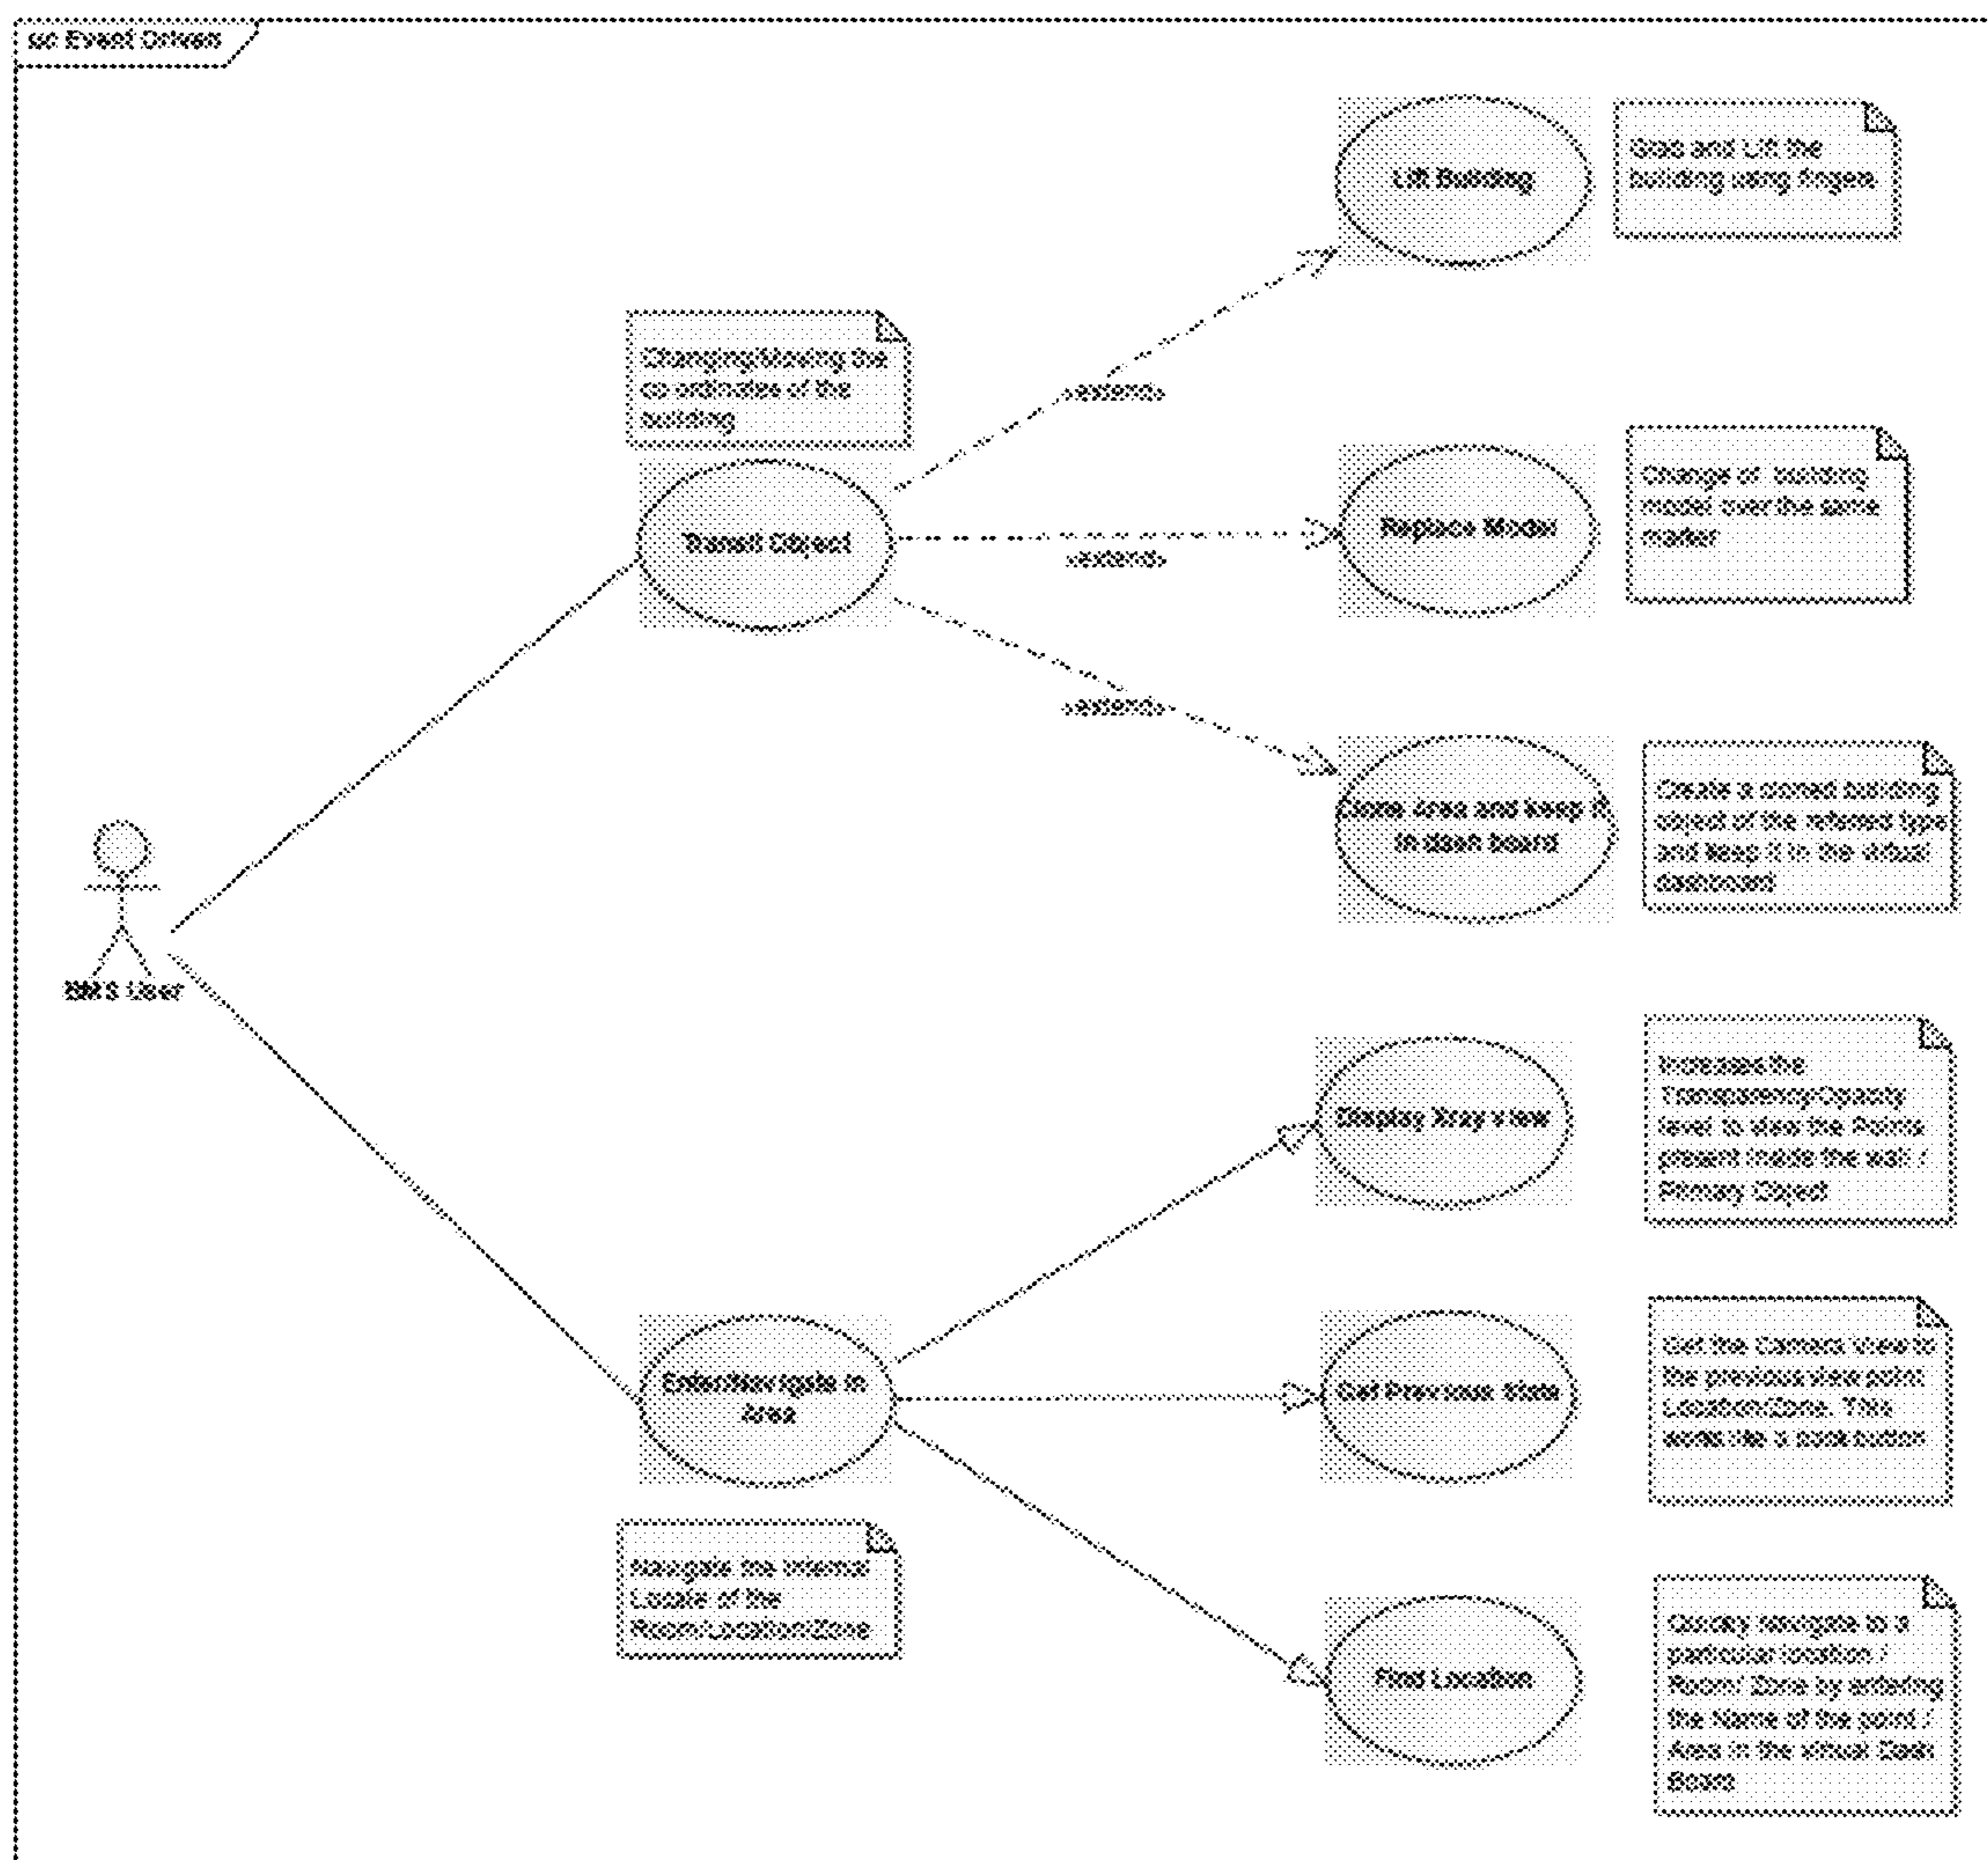 uc Event Driven
Lift Building
Grab and Lift the
building using fingers
Changing/Moving the
co ordinates of the
building
«extend»
Transit Object
Replace Model
Change of building
model over the same
marker
«extend»
«extend»
Clone Area and keep it
in dash board
Create a cloned building
object of the referred type
and keep it in the virtual
dashboard
BMS User
Display Xray view
Increases the
Transparency/Opacity
level to view the Points
present inside the wall /
Primary Object
Enter/Navigate in
Area
Get Previous State
Get the Camera view to
the previous view point
Location/Zone. This
works like a back button
Navigate the internal
Locale of the
Room/Location/Zone
Find Location
Quickly navigate to a
particular location /
Room/ Zone by entering
the Name of the point /
Area in the virtual Dash
Board